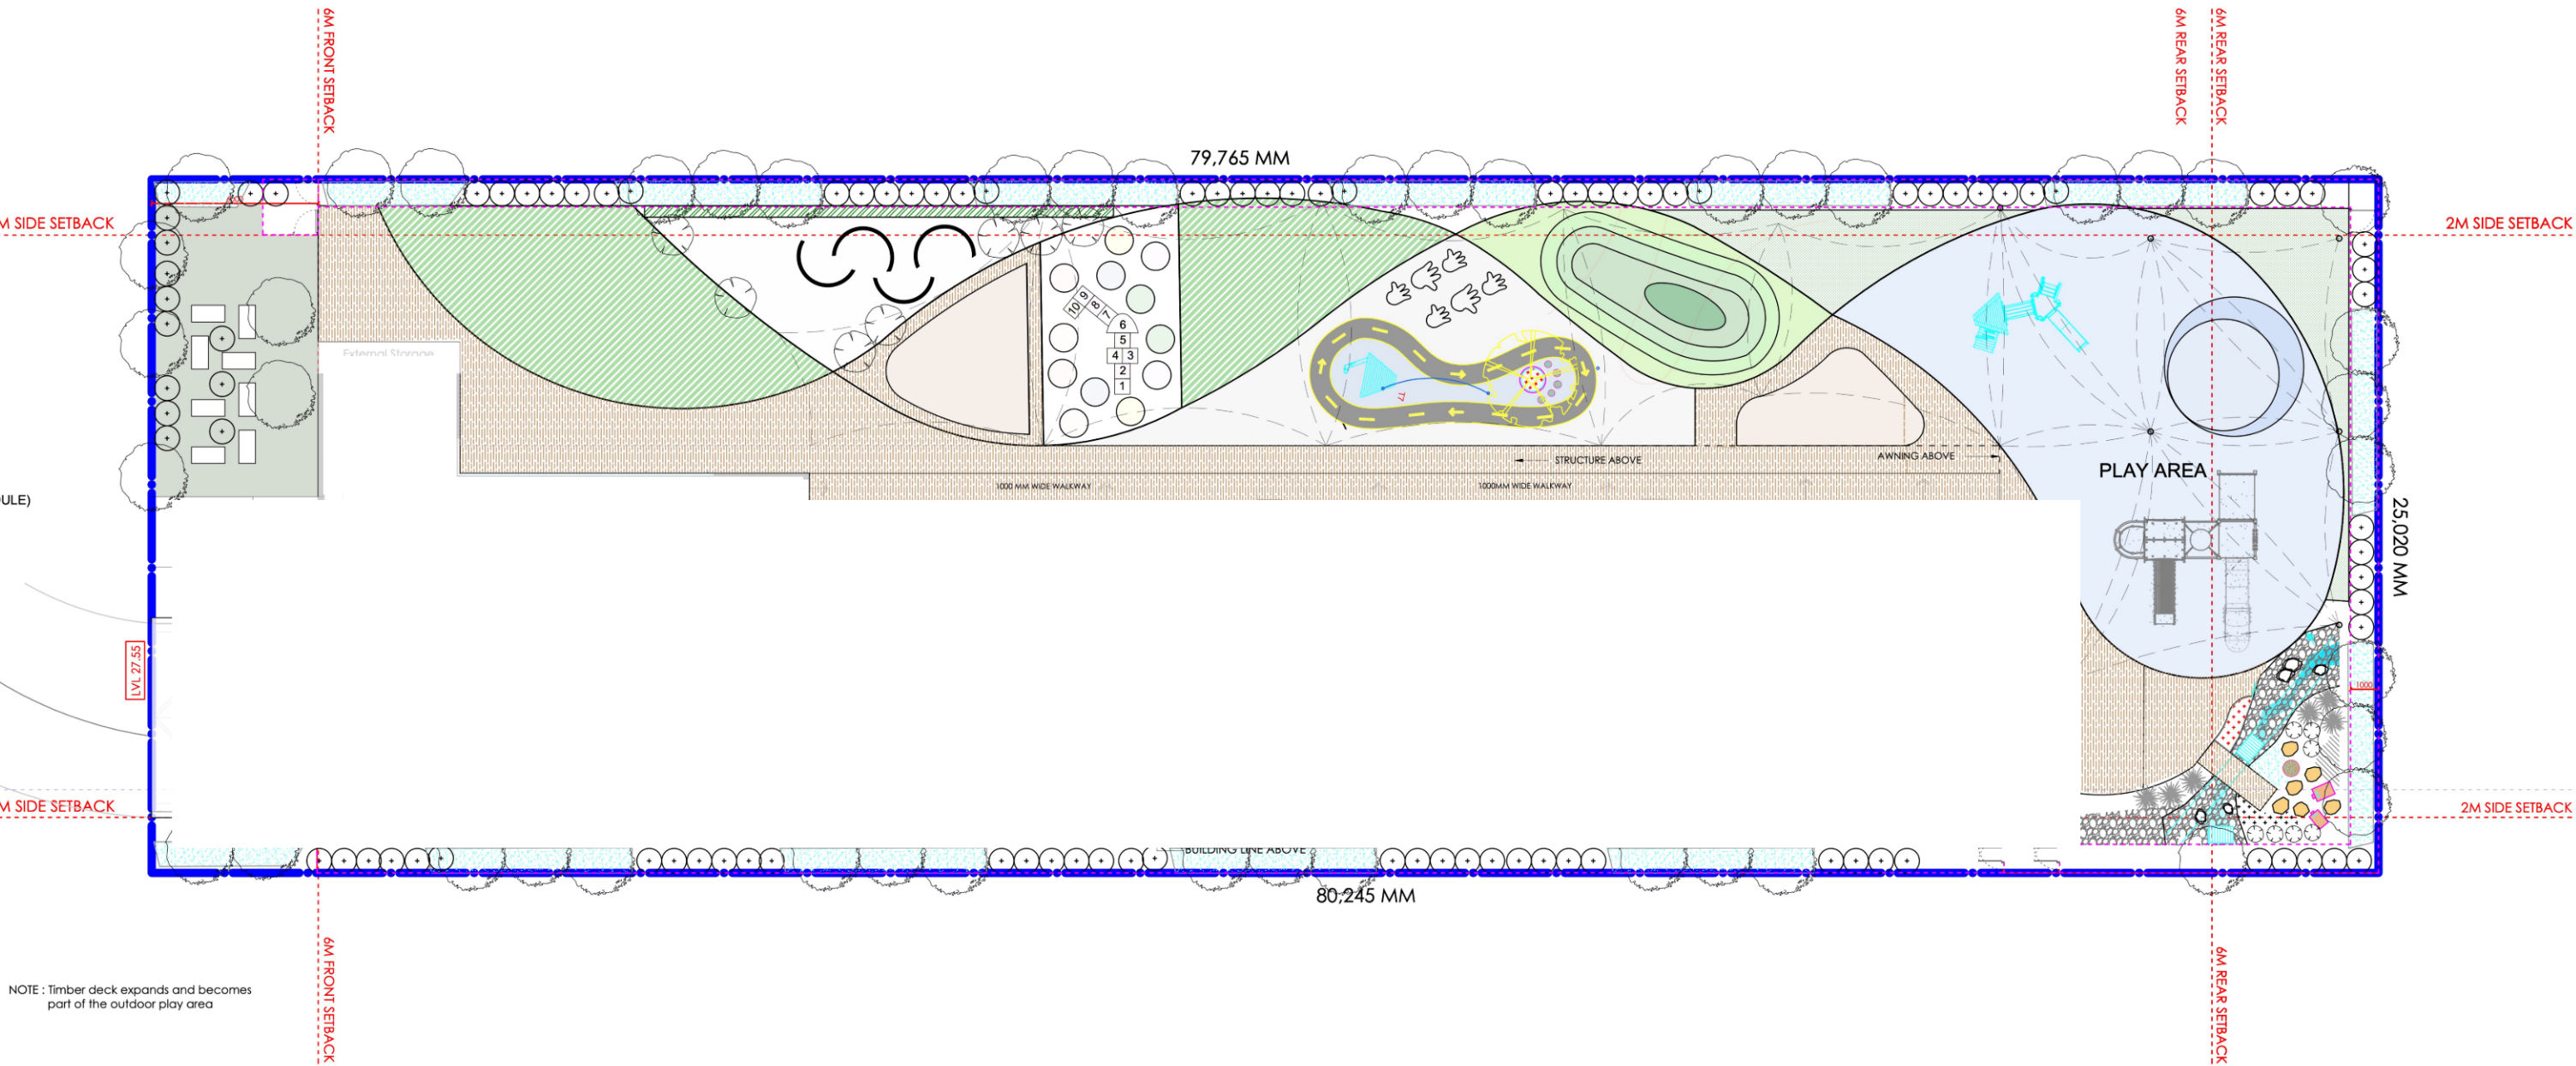 6M FRONT SETBACK
6M REAR SETBACK
6M REAR SETBACK
79,765 MM
M SIDE SETBACK
2M SIDE SETBACK
External Storage
10
9
8
7
6
5
4 3
2
1
STRUCTURE ABOVE
AWNING ABOVE
1000 MM WIDE WALKWAY
1000MM WIDE WALKWAY
PLAY AREA
ULE)
25,020 MM
LVL 27.55
1000
M SIDE SETBACK
2M SIDE SETBACK
BUILDING LINE ABOVE
80,245 MM
6M FRONT SETBACK
6M REAR SETBACK
NOTE : Timber deck expands and becomes
part of the outdoor play area